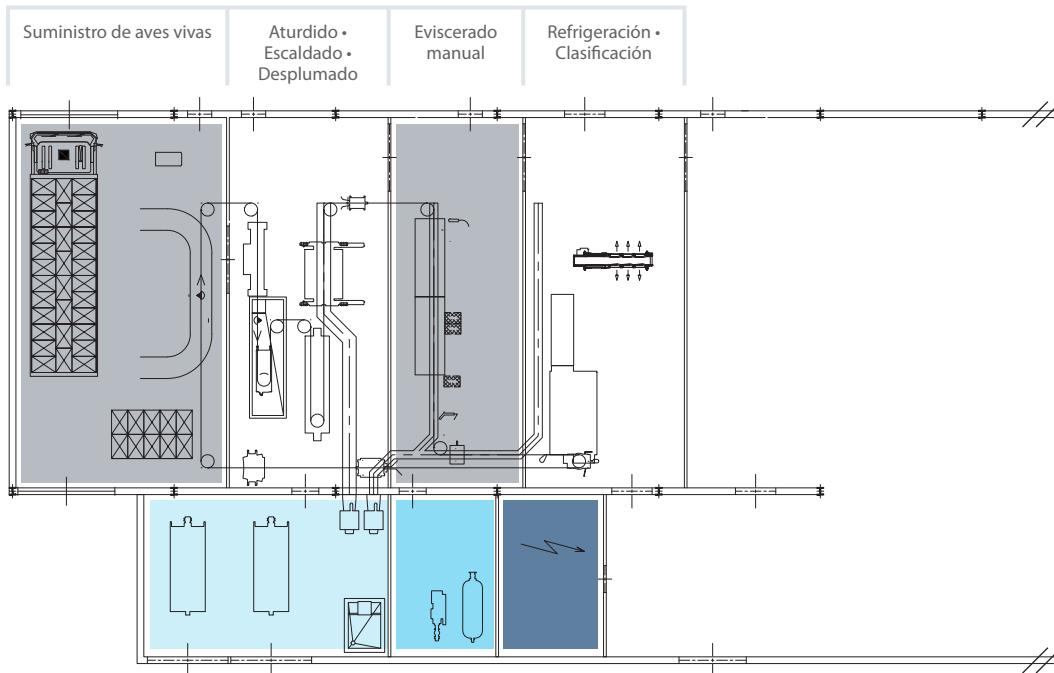 Suministro de aves vivas
Aturdido •
Escaldado •
Desplumado
Eviscerado
manual
Refrigeración •
Clasificación